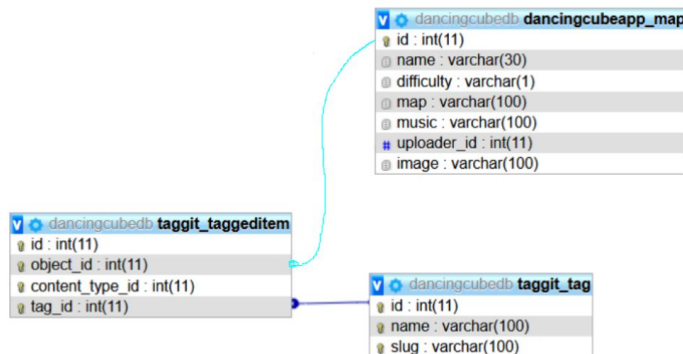 dancingcubedb dancingcubeapp_map
id : int(11)
name : varchar(30)
difficulty : varchar(1)
map : varchar(100)
music : varchar(100)
# uploader_id : int(11)
image : varchar(100)
V dancingcubedb taggit_taggeditem
id : int(11)
object_id : int(11)
content_type_id : int(11)
tag_id : int(11)
V dancingcubedb taggit_tag
id : int(11)
name : varchar(100)
slug : varchar(100)